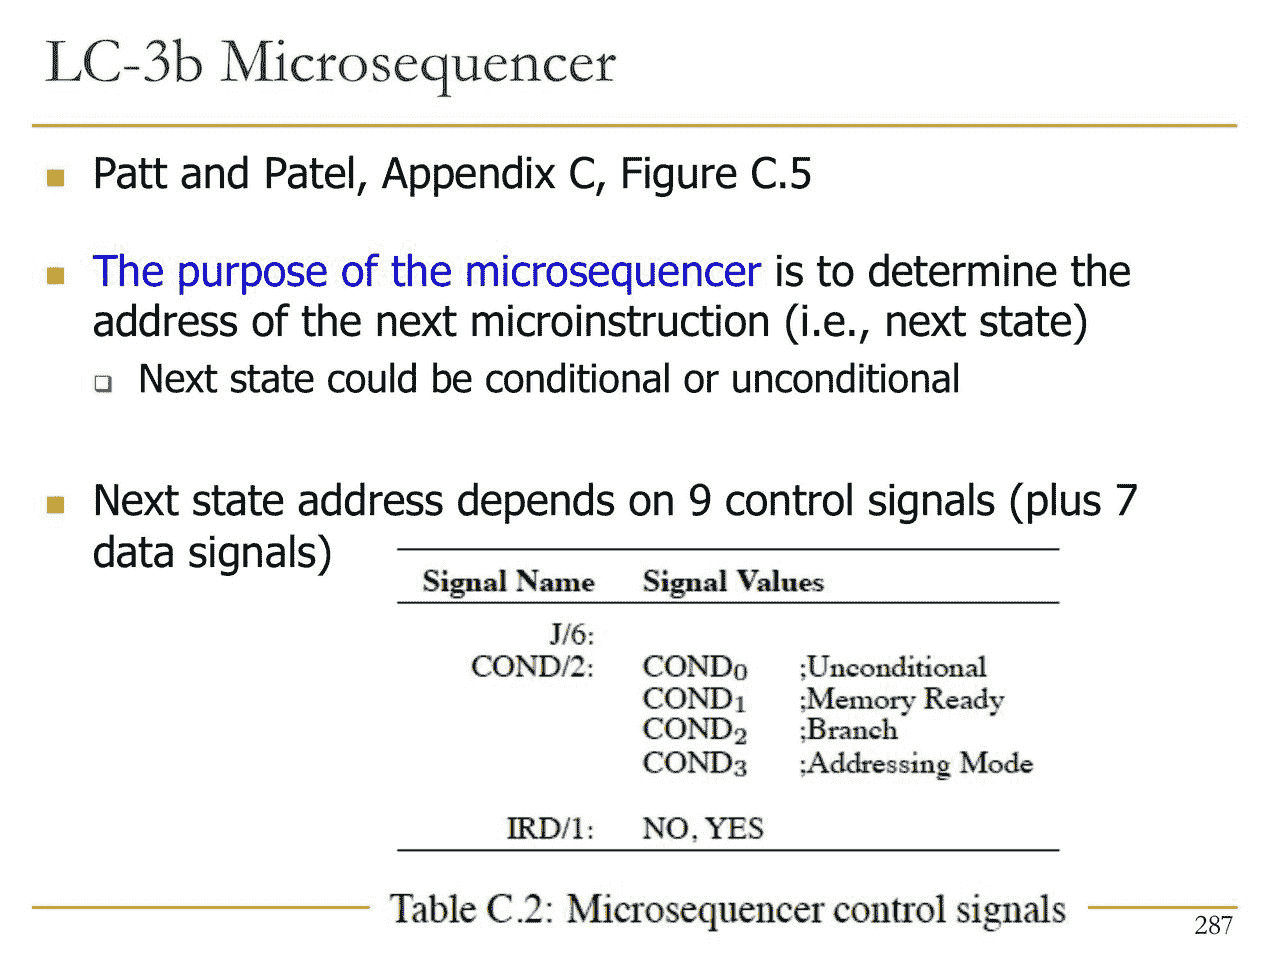 LC-3b Microsequencer
Patt and Patel, Appendix C, Figure C.5
The purpose of the microsequencer is to determine the
address of the next microinstruction (i.e., next state)
Next state could be conditional or unconditional
Next state address depends on 9 control signals (plus 7
data signals)
Signal Name Signal Values
J/6:
COND/2: COND0 ;Unconditional
COND1 ;Memory Ready
COND2 ;Branch
COND3 ;Addressing Mode
IRD/1: NO, YES
Table C.2: Microsequencer control signals
287